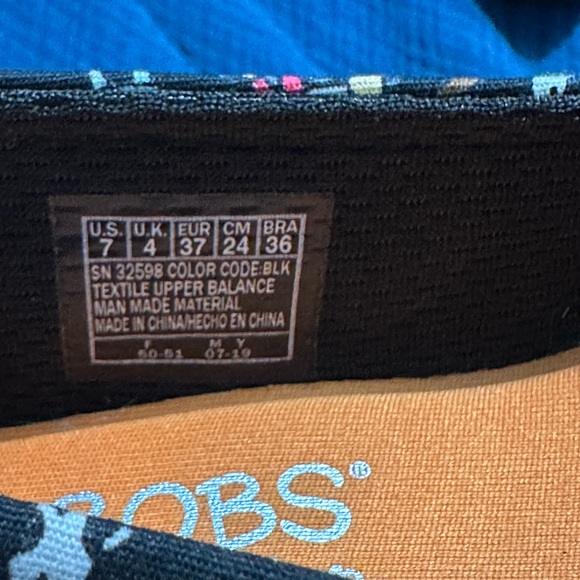 U.S. U.K. EUR CM BRA
7 4 37 24 36
SN 32598 COLOR CODE:BLK
TEXTILE UPPER BALANCE
MAN MADE MATERIAL
MADE IN CHINA/HECHO EN CHINA
F M Y
50-51 07-19
BOBS®